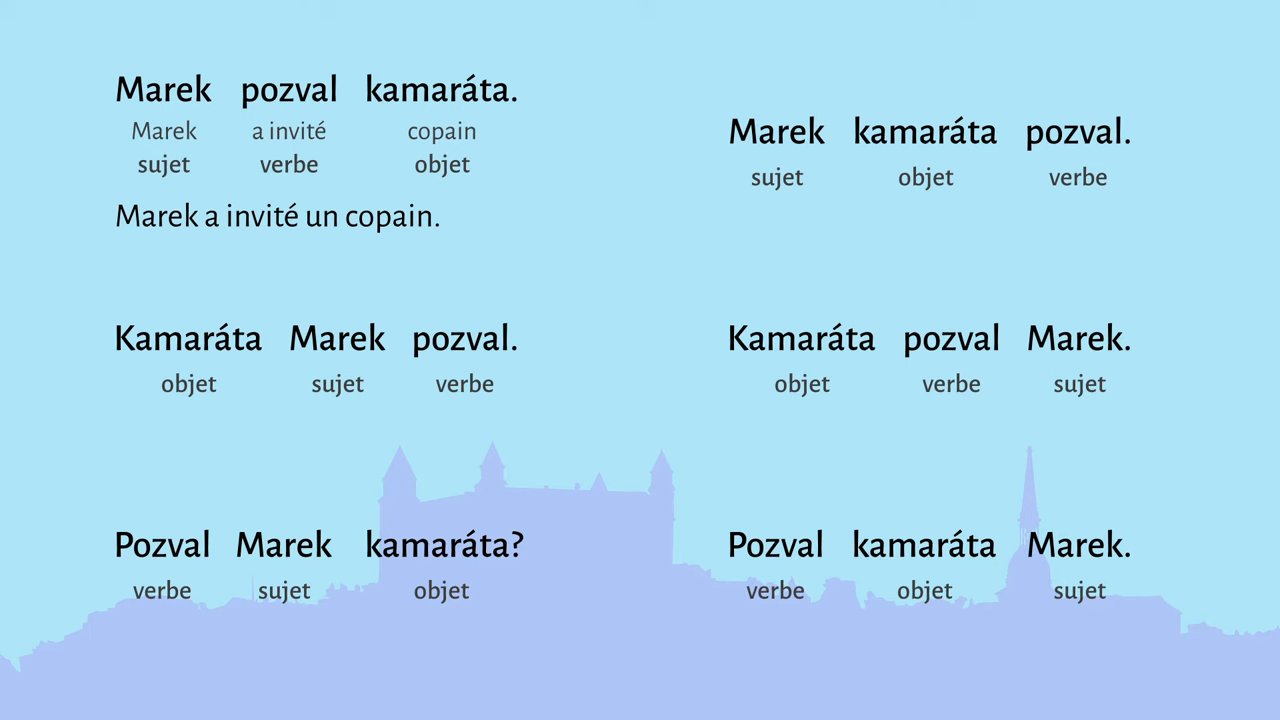 Marek pozval kamaráta.
Marek a invité copain
sujet verbe objet
Marek a invité un copain.
Marek kamaráta pozval.
sujet objet verbe
Kamaráta Marek pozval.
objet sujet verbe
Kamaráta pozval Marek.
objet verbe sujet
Pozval Marek kamaráta?
verbe sujet objet
Pozval kamaráta Marek.
verbe objet sujet